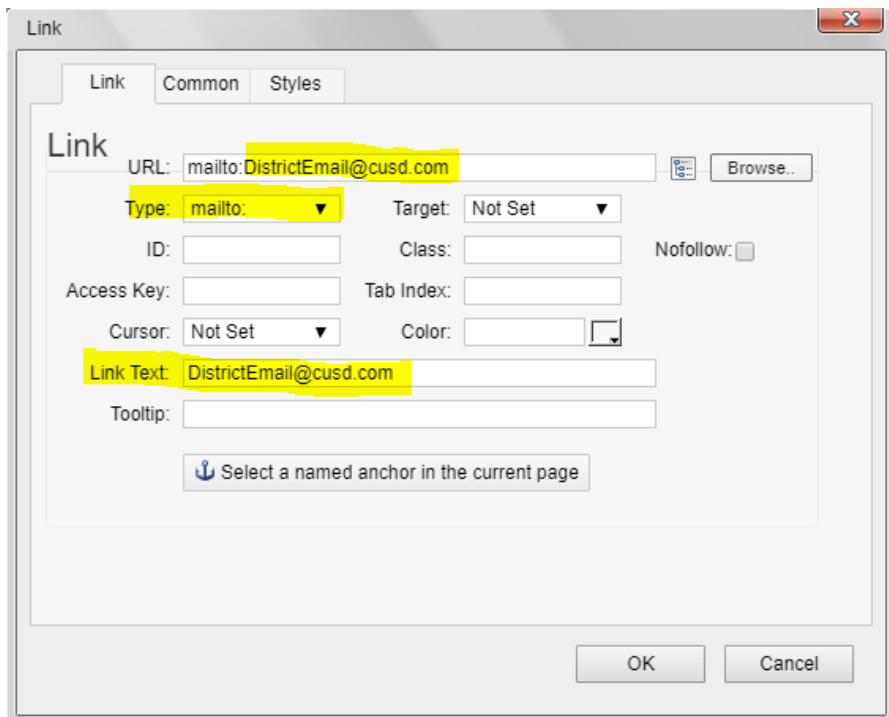 Link
Link Common Styles
Link
URL: mailto:DistrictEmail@cusd.com Browse..
Type: mailto: Target: Not Set
ID: Class: Nofollow:
Access Key: Tab Index:
Cursor: Not Set Color:
Link Text: DistrictEmail@cusd.com
Tooltip:
Select a named anchor in the current page
OK Cancel